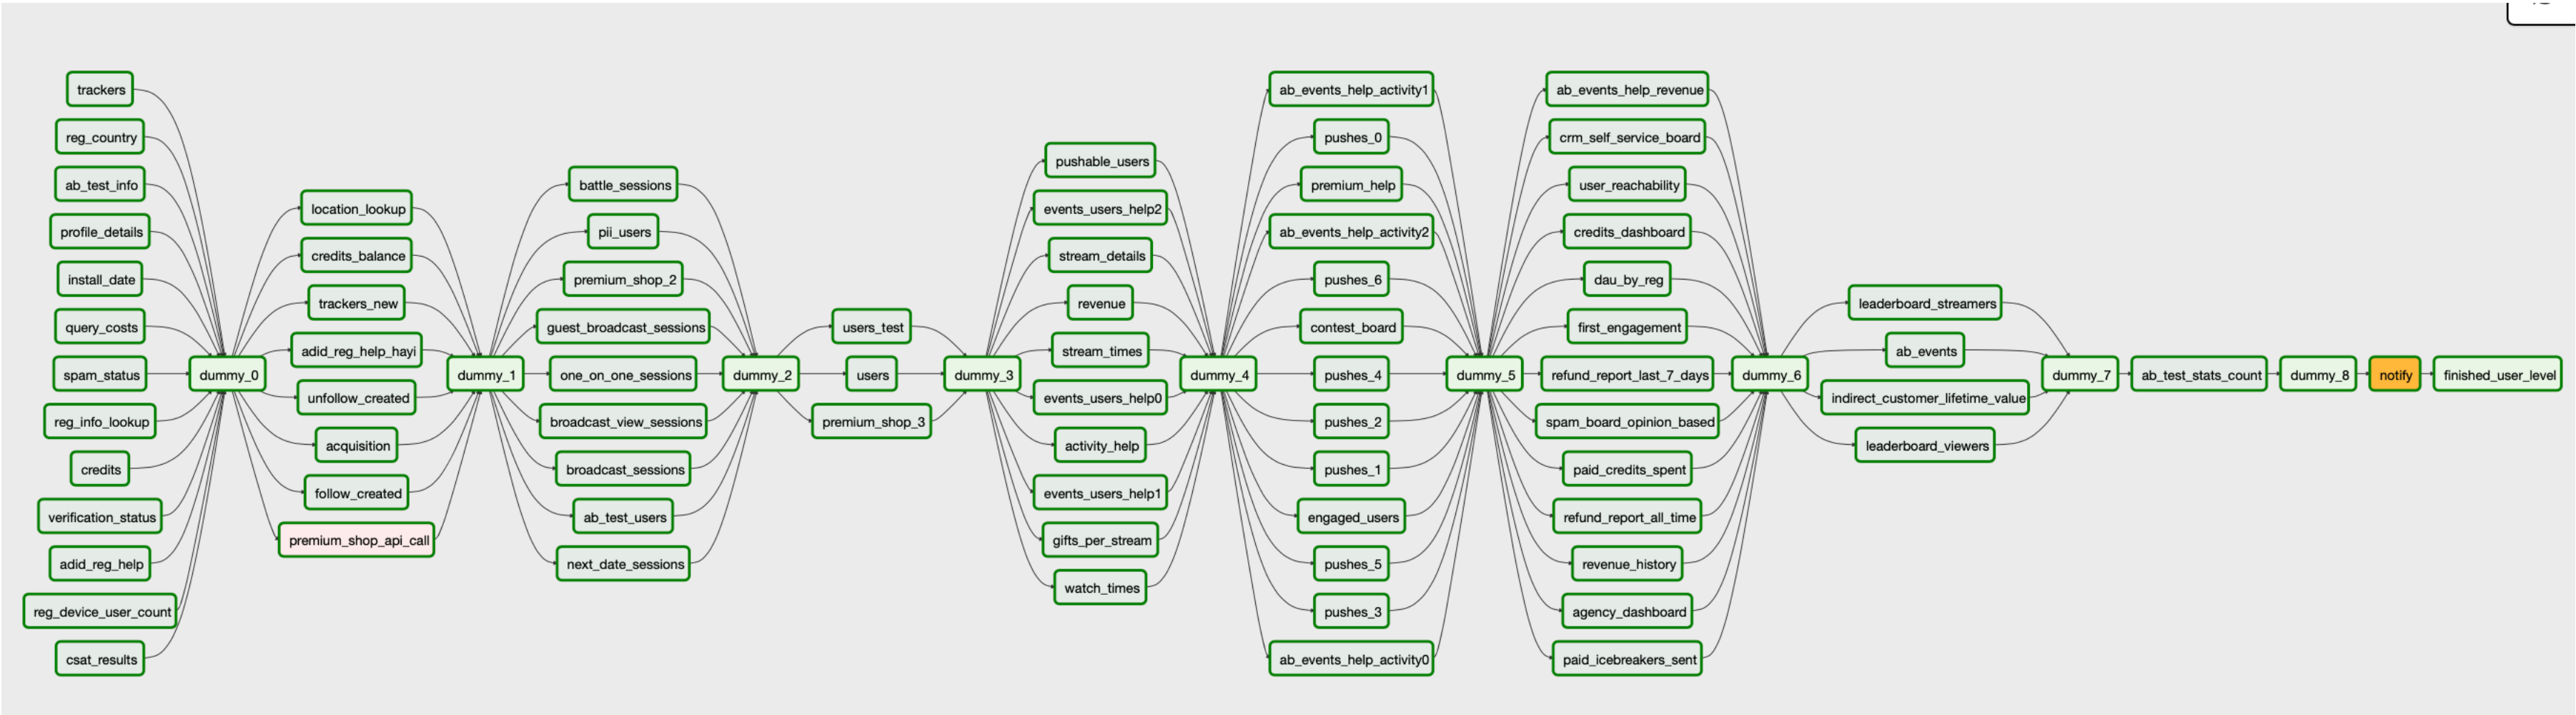 trackers
reg_country
ab_test_info
profile_details
install_date
query_costs
spam_status
reg_info_lookup
credits
verification_status
adid_reg_help
reg_device_user_count
csat_results
dummy_0
location_lookup
credits_balance
trackers_new
adid_reg_help_hayi
unfollow_created
acquisition
follow_created
premium_shop_api_call
dummy_1
battle_sessions
pii_users
premium_shop_2
guest_broadcast_sessions
one_on_one_sessions
broadcast_view_sessions
broadcast_sessions
ab_test_users
next_date_sessions
dummy_2
users_test
users
premium_shop_3
dummy_3
pushable_users
events_users_help2
stream_details
revenue
stream_times
events_users_help0
activity_help
events_users_help1
gifts_per_stream
watch_times
dummy_4
ab_events_help_activity1
pushes_0
premium_help
ab_events_help_activity2
pushes_6
contest_board
pushes_4
pushes_2
pushes_1
engaged_users
pushes_5
pushes_3
ab_events_help_activity0
dummy_5
ab_events_help_revenue
crm_self_service_board
user_reachability
credits_dashboard
dau_by_reg
first_engagement
refund_report_last_7_days
spam_board_opinion_based
paid_credits_spent
refund_report_all_time
revenue_history
agency_dashboard
paid_icebreakers_sent
dummy_6
leaderboard_streamers
ab_events
indirect_customer_lifetime_value
leaderboard_viewers
dummy_7
ab_test_stats_count
dummy_8
notify
finished_user_level